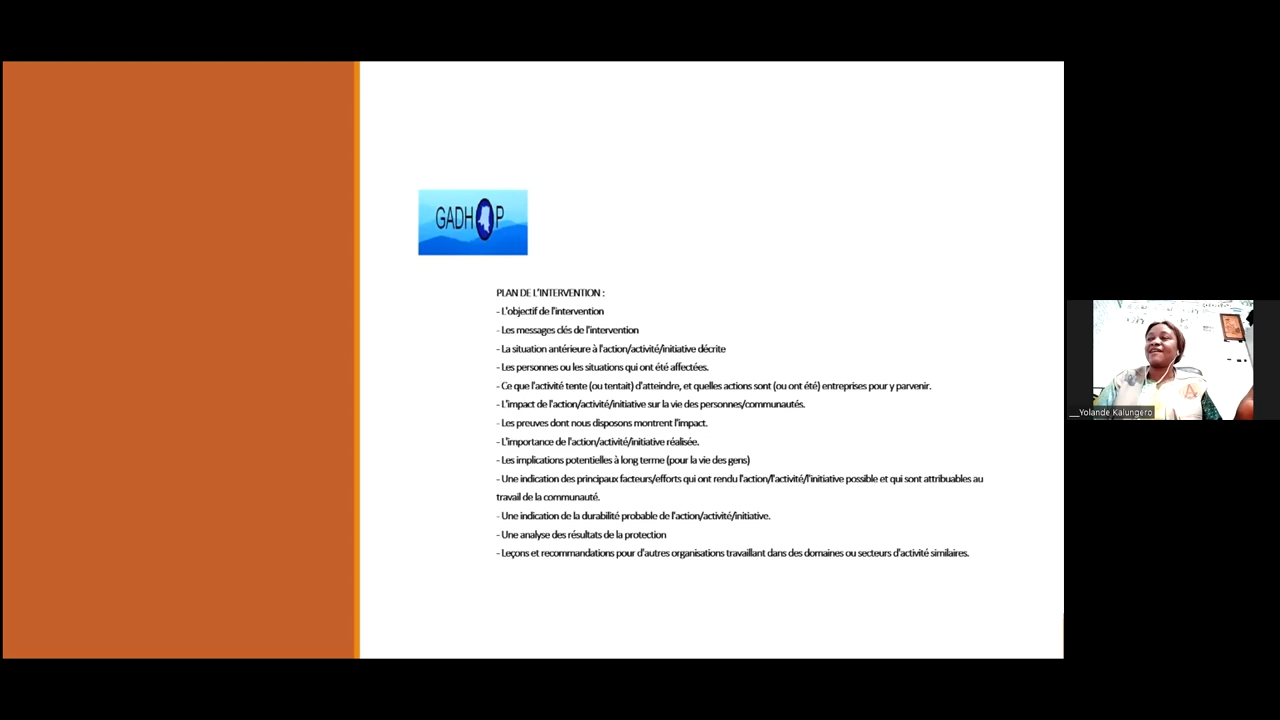 GADHOP
PLAN DE L'INTERVENTION :
- L'objectif de l'intervention
- Les messages clés de l'intervention
- La situation antérieure à l'action/activité/initiative décrite
- Les personnes ou les situations qui ont été affectées.
- Ce que l'activité tente (ou tentait) d'atteindre, et quelles actions sont (ou ont été) entreprises pour y parvenir.
- L'impact de l'action/activité/initiative sur la vie des personnes/communautés.
- Les preuves dont nous disposons montrent l'impact.
- L'importance de l'action/activité/initiative réalisée.
- Les implications potentielles à long terme (pour la vie des gens)
- Une indication des principaux facteurs/efforts qui ont rendu l'action/l'activité/l'initiative possible et qui sont attribuables au
travail de la communauté.
- Une indication de la durabilité probable de l'action/activité/initiative.
- Une analyse des résultats de la protection
- Leçons et recommandations pour d'autres organisations travaillant dans des domaines ou secteurs d'activité similaires.
__Yolande Kalungero